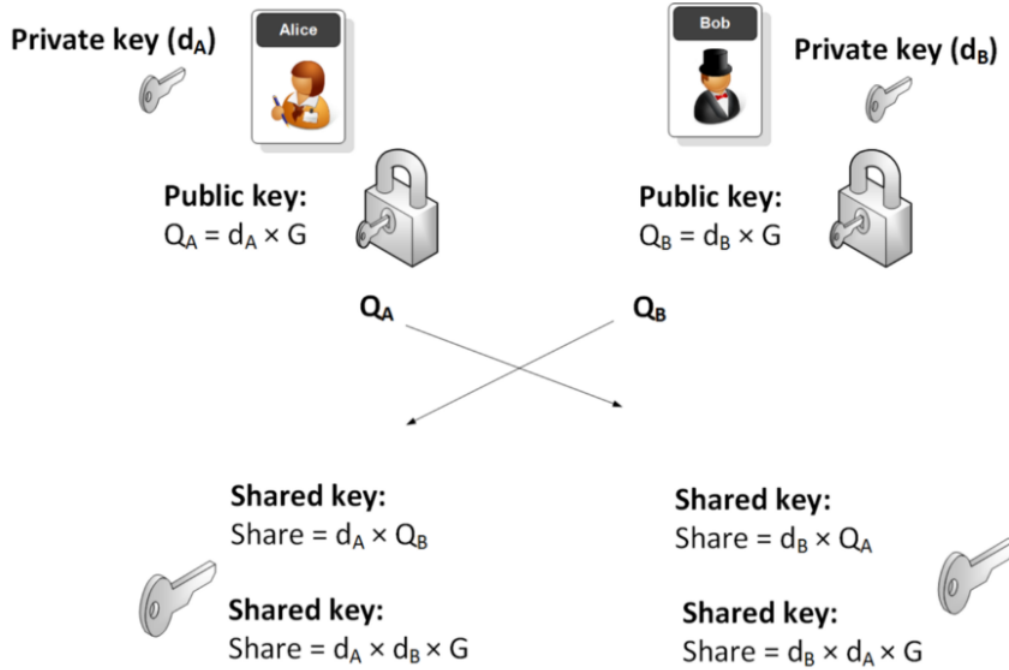 Private key (dA)
Alice
Bob
Private key (dB)
Public key:
QA = dA × G
Public key:
QB = dB × G
QA
QB
Shared key:
Share = dA × QB
Shared key:
Share = dB × QA
Shared key:
Share = dA × dB × G
Shared key:
Share = dB × dA × G